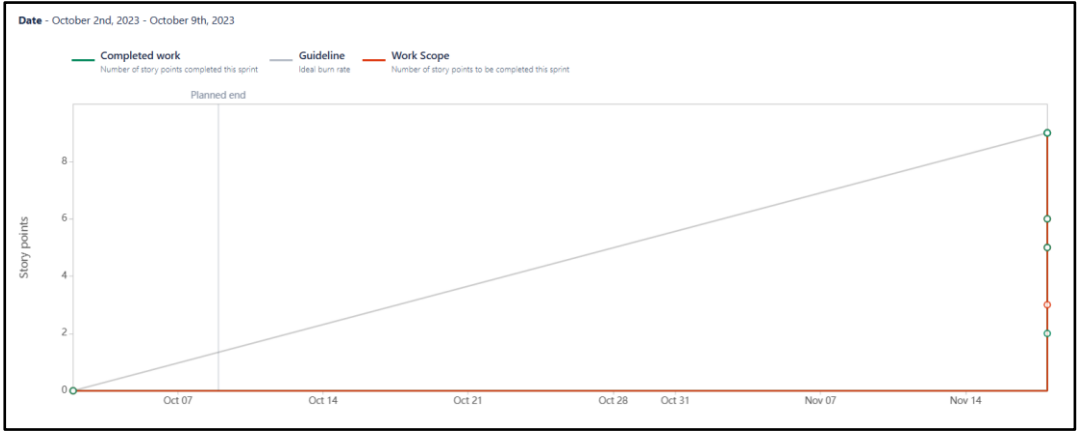 Date - October 2nd, 2023 - October 9th, 2023
Completed work Guideline Work Scope
Number of story points completed this sprint Ideal burn rate Number of story points to be completed this sprint
Planned end
8
6
4
2
0
Story points
Oct 07 Oct 14 Oct 21 Oct 28 Oct 31 Nov 07 Nov 14